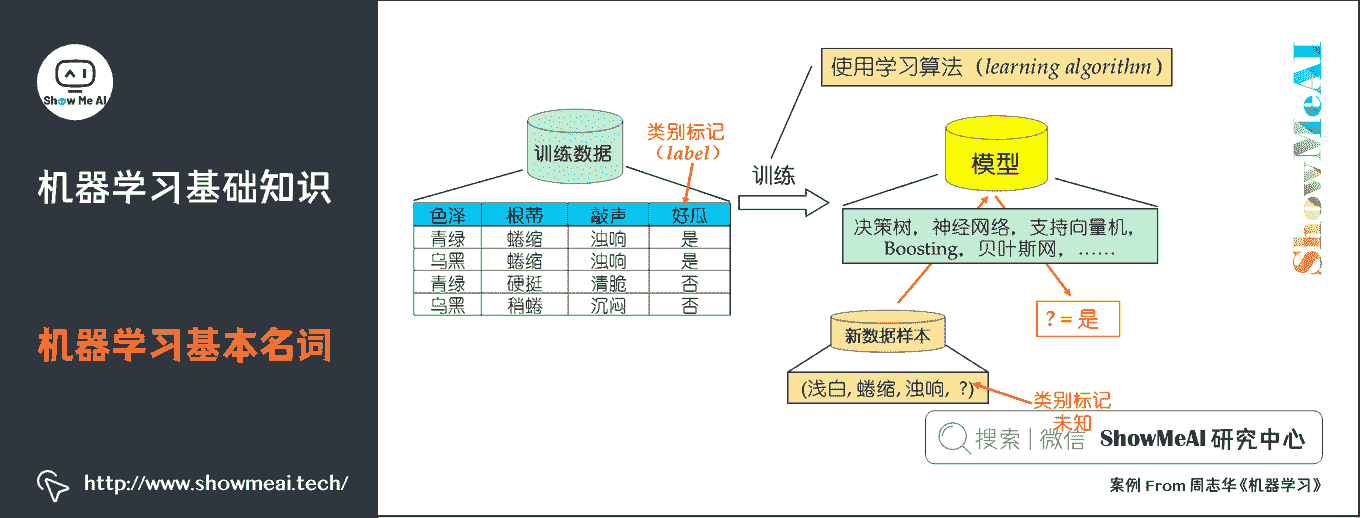 Show Me AI
机器学习基础知识
机器学习基本名词
http://www.showmeai.tech/
使用学习算法（learning algorithm）
训练数据
类别标记
（label）
训练
模型
色泽 根蒂 敲声 好瓜
青绿 蜷缩 浊响 是
乌黑 蜷缩 浊响 是
青绿 硬挺 清脆 否
乌黑 稍蜷 沉闷 否
决策树，神经网络，支持向量机，
Boosting，贝叶斯网，……
? = 是
新数据样本
(浅白, 蜷缩, 浊响, ?)
类别标记
未知
搜索 | 微信 ShowMeAI 研究中心
案例 From 周志华《机器学习》
ShowMeAI